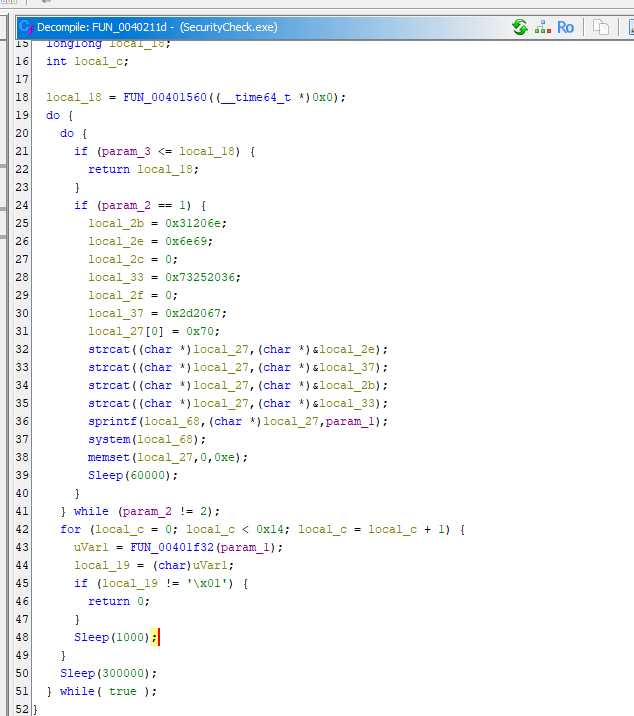 Decompile: FUN_0040211d - (SecurityCheck.exe)
Ro
15 longlong local_18;
16 int local_c;
17
18 local_18 = FUN_00401560((__time64_t *)0x0);
19 do {
20 do {
21 if (param_3 <= local_18) {
22 return local_18;
23 }
24 if (param_2 == 1) {
25 local_2b = 0x31206e;
26 local_2e = 0x6e69;
27 local_2c = 0;
28 local_33 = 0x73252036;
29 local_2f = 0;
30 local_37 = 0x2d2067;
31 local_27[0] = 0x70;
32 strcat((char *)local_27,(char *)&local_2e);
33 strcat((char *)local_27,(char *)&local_37);
34 strcat((char *)local_27,(char *)&local_2b);
35 strcat((char *)local_27,(char *)&local_33);
36 sprintf(local_68,(char *)local_27,param_1);
37 system(local_68);
38 memset(local_27,0,0xe);
39 Sleep(60000);
40 }
41 } while (param_2 != 2);
42 for (local_c = 0; local_c < 0x14; local_c = local_c + 1) {
43 uVar1 = FUN_00401f32(param_1);
44 local_19 = (char)uVar1;
45 if (local_19 != '\x01') {
46 return 0;
47 }
48 Sleep(1000);
49 }
50 Sleep(300000);
51 } while( true );
52 }